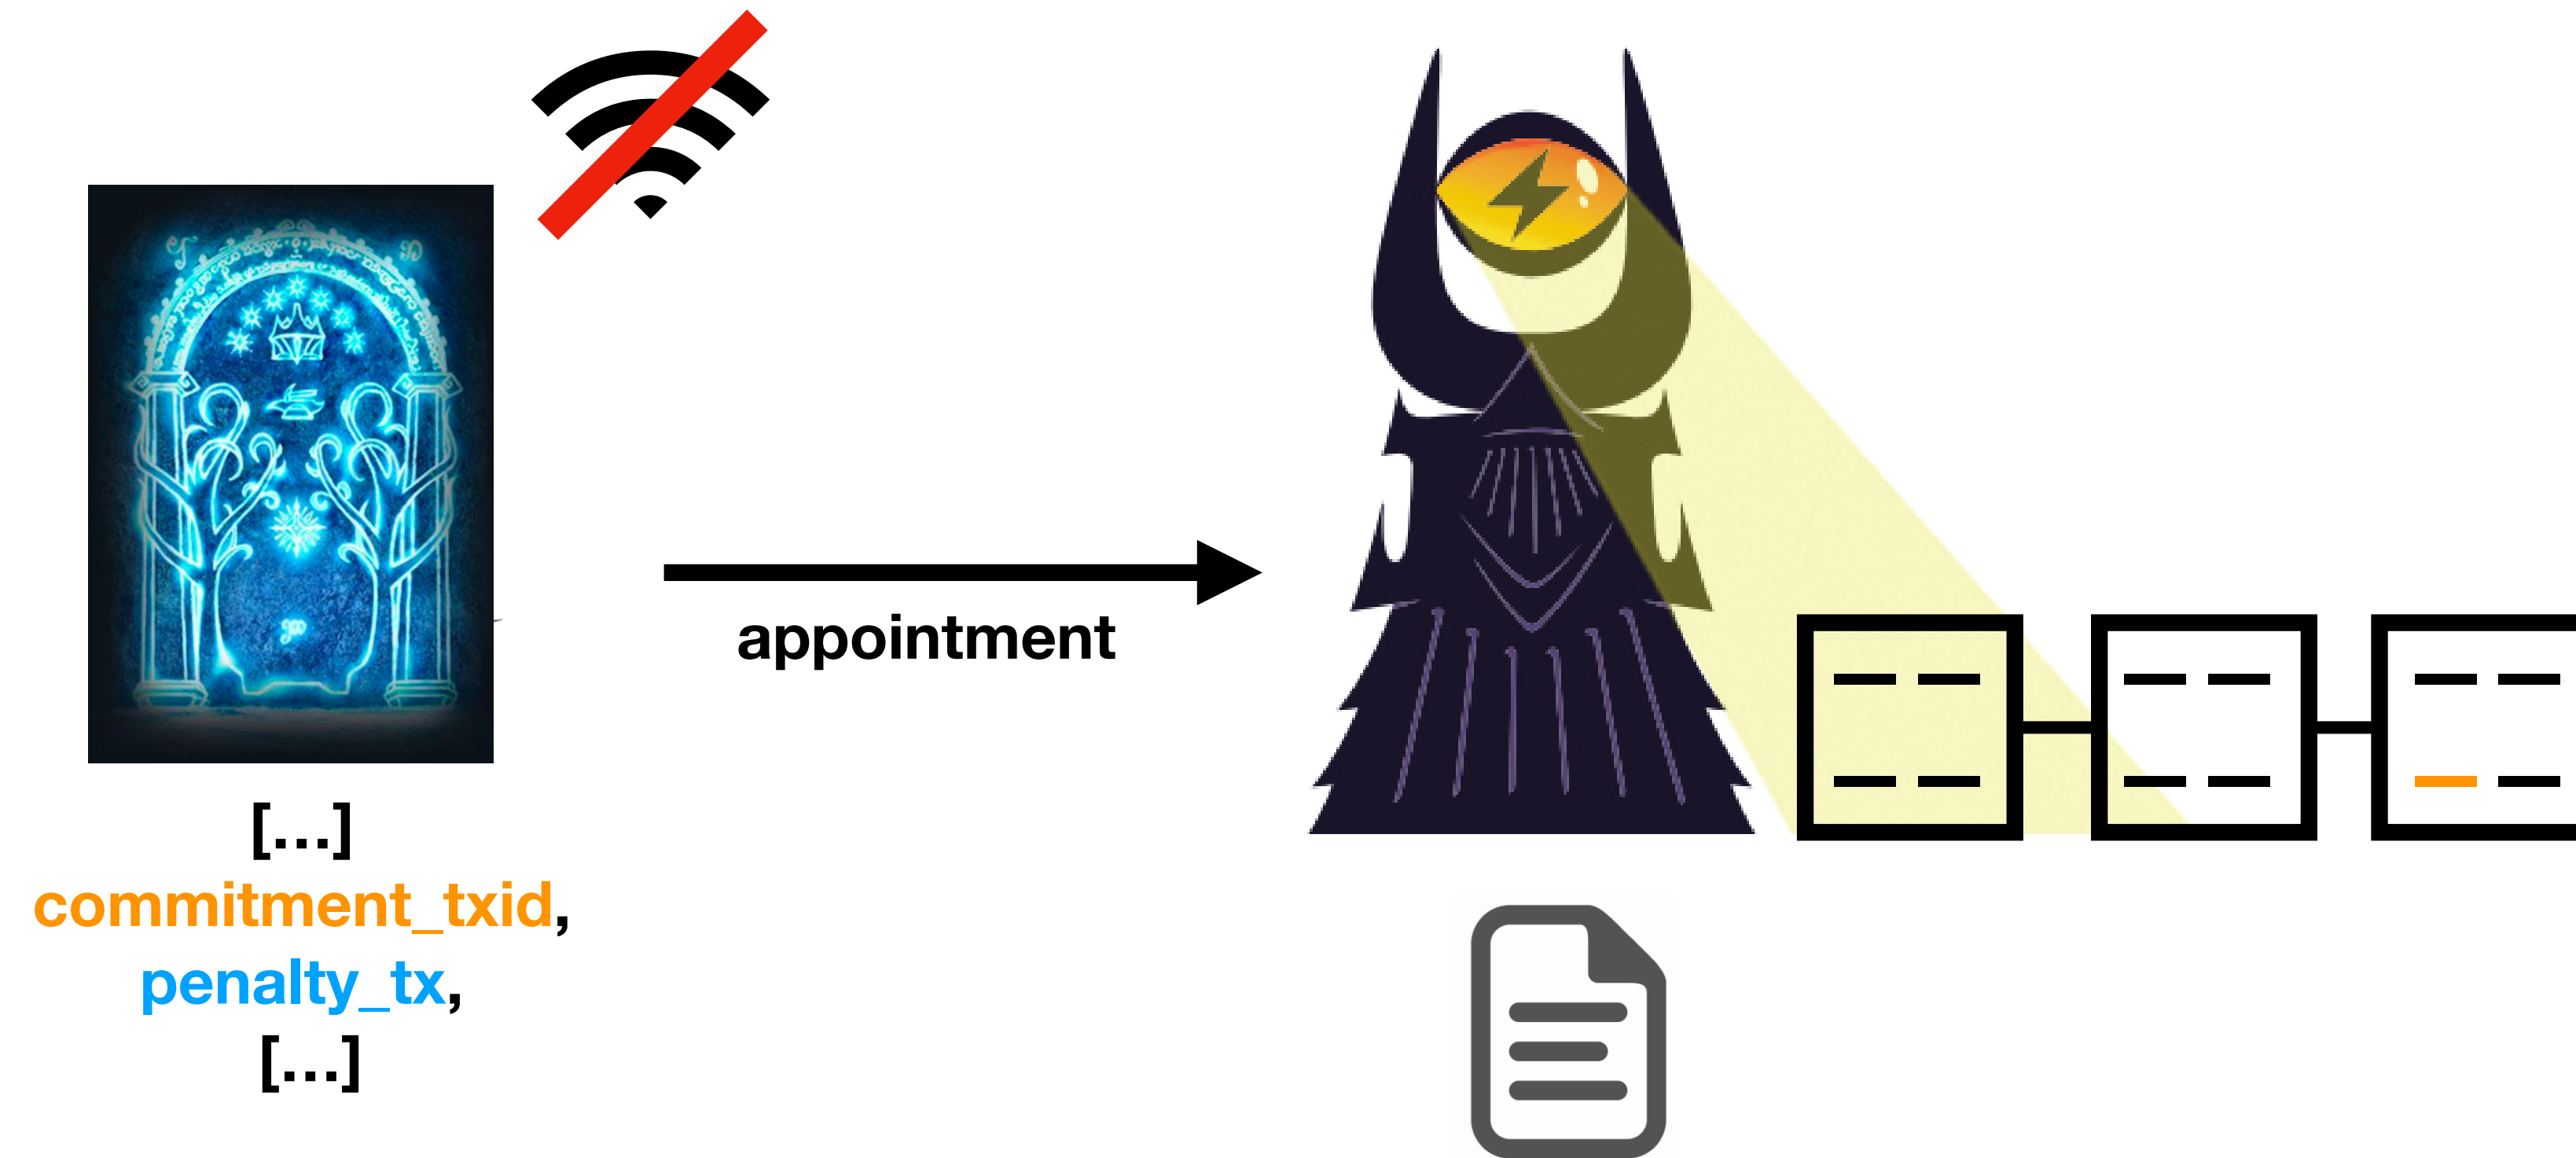 appointment
[…]
commitment_txid,
penalty_tx,
[…]